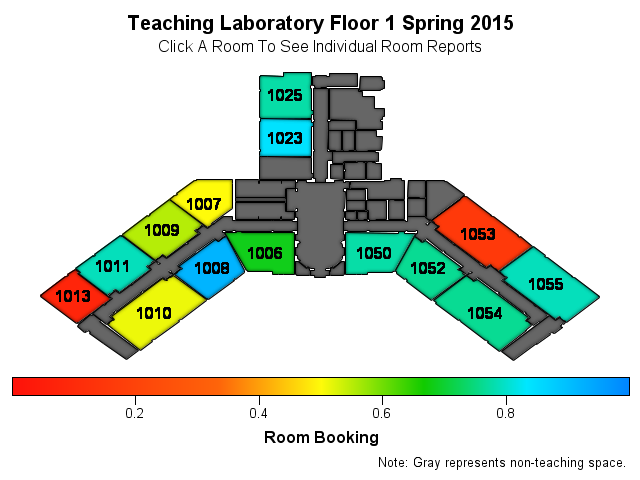 Teaching Laboratory Floor 1 Spring 2015
Click A Room To See Individual Room Reports
1025
1023
1007
1009
1011
1013
1006
1008
1010
1050
1052
1054
1053
1055
0.2 0.4 0.6 0.8
Room Booking
Note: Gray represents non-teaching space.